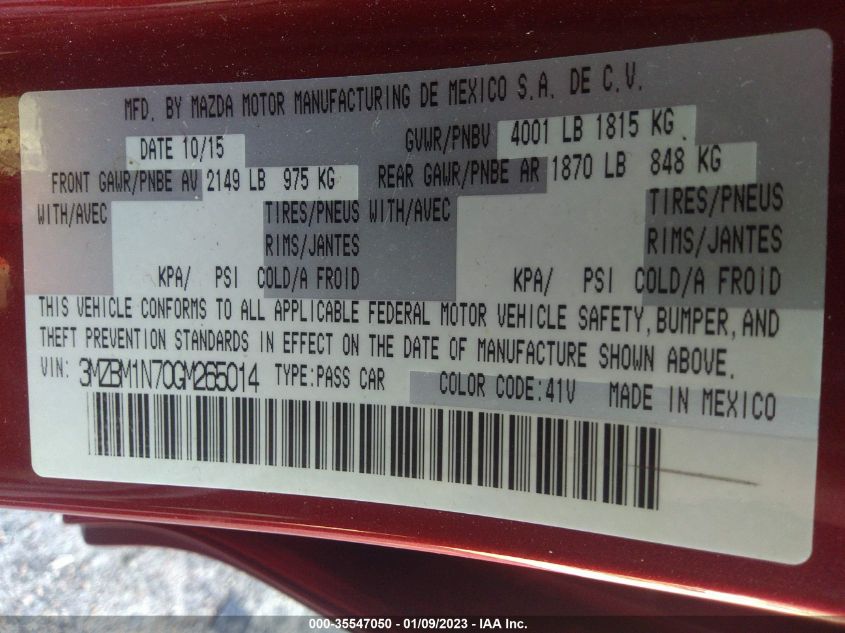 MFD. BY MAZDA MOTOR MANUFACTURING DE MEXICO S.A. DE C.V.
DATE 10/15 GVWR/PNBV 4001 LB 1815 KG
FRONT GAWR/PNBE AV 2149 LB 975 KG REAR GAWR/PNBE AR 1870 LB 848 KG
WITH/AVEC TIRES/PNEUS WITH/AVEC TIRES/PNEUS
RIMS/JANTES RIMS/JANTES
KPA/ PSI COLD/A FROID KPA/ PSI COLD/A FROID
THIS VEHICLE CONFORMS TO ALL APPLICABLE FEDERAL MOTOR VEHICLE SAFETY, BUMPER, AND
THEFT PREVENTION STANDARDS IN EFFECT ON THE DATE OF MANUFACTURE SHOWN ABOVE.
VIN: 3MZBM1N70GM265014 TYPE:PASS CAR COLOR CODE:41V MADE IN MEXICO
000-35547050 - 01/09/2023 - IAA Inc.